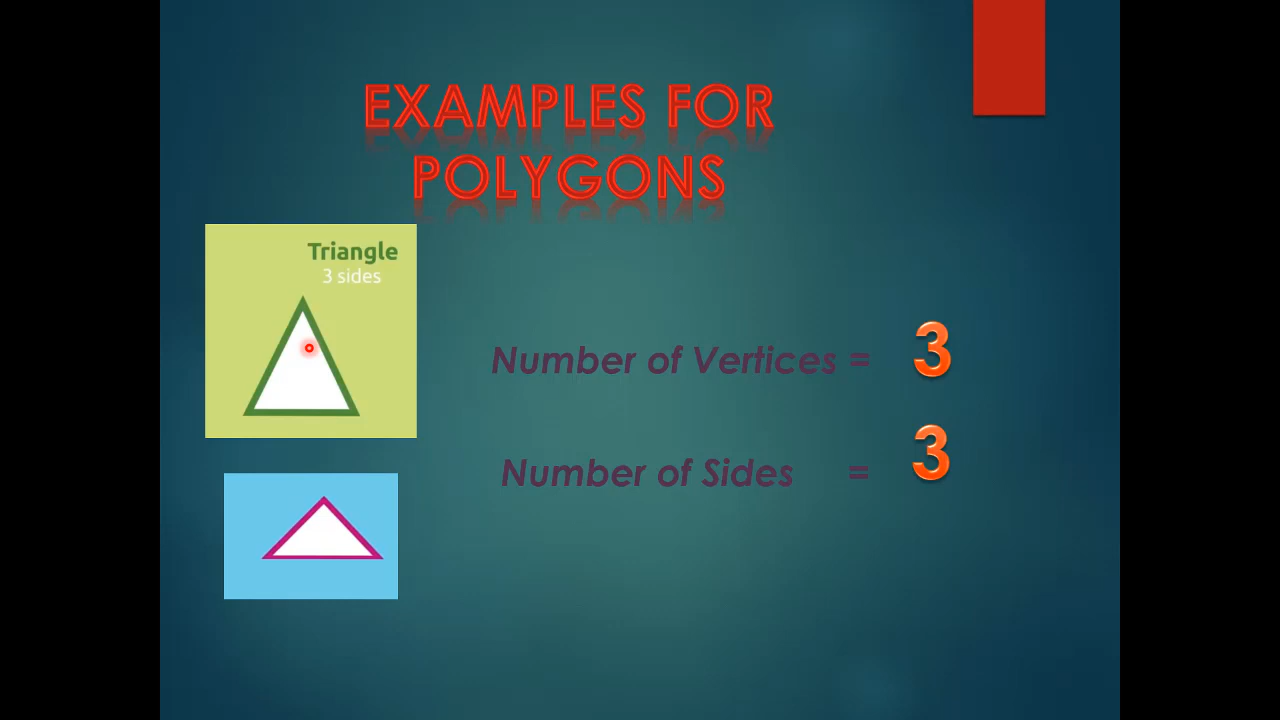 EXAMPLES FOR
POLYGONS
Triangle
3 sides
Number of Vertices = 3
Number of Sides = 3